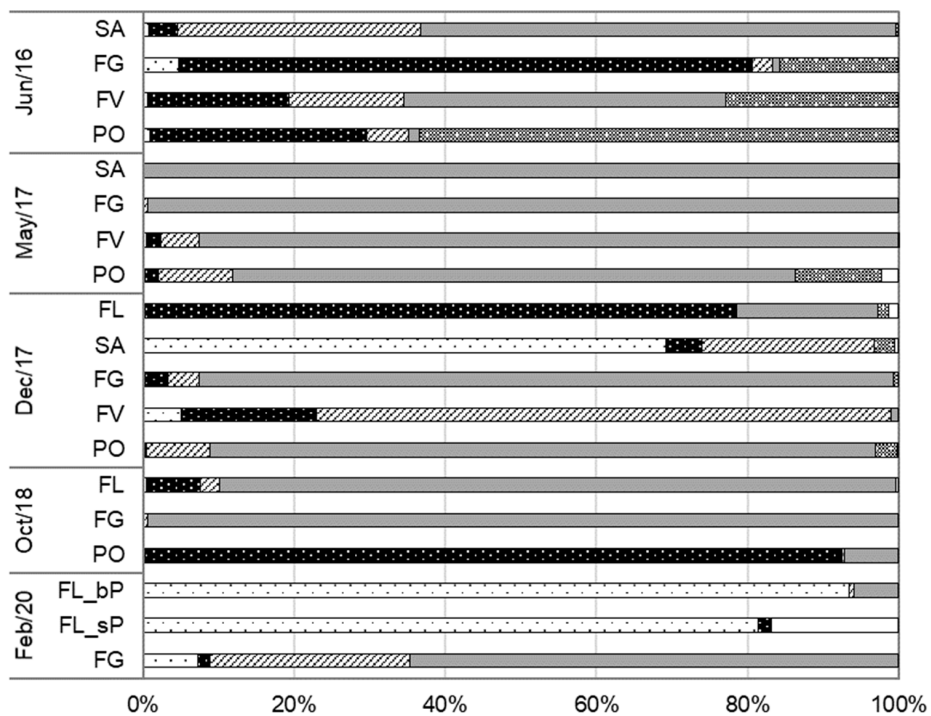 Jun/16
SA
FG
FV
PO
May/17
SA
FG
FV
PO
Dec/17
FL
SA
FG
FV
PO
Oct/18
FL
FG
PO
Feb/20
FL_bP
FL_sP
FG
0% 20% 40% 60% 80% 100%